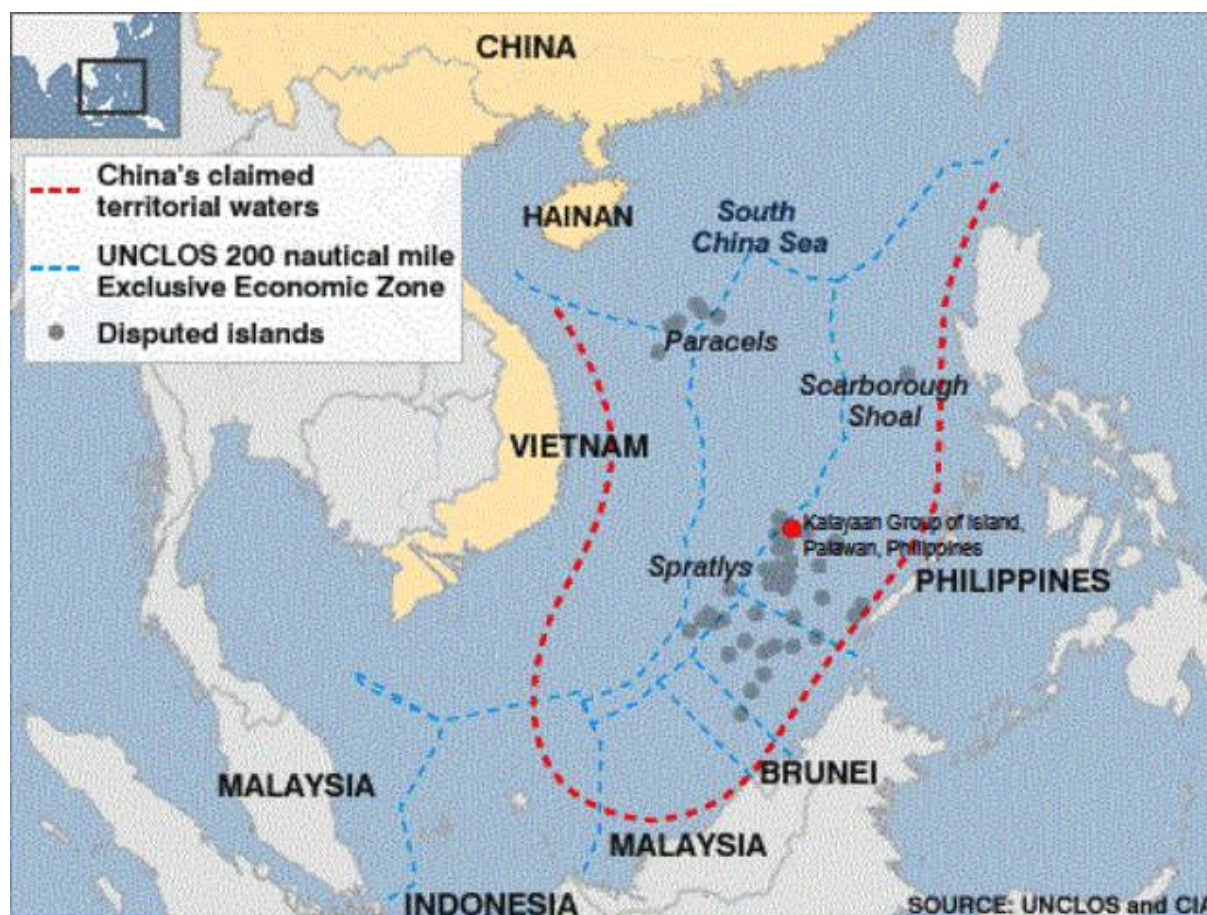 CHINA
China's claimed
territorial waters
UNCLOS 200 nautical mile
Exclusive Economic Zone
Disputed islands
HAINAN
South
China Sea
Paracels
Scarborough
Shoal
VIETNAM
Kalayaan Group of Island,
Palawan, Philippines
Spratlys
PHILIPPINES
MALAYSIA
BRUNEI
MALAYSIA
INDONESIA
SOURCE: UNCLOS and CIA